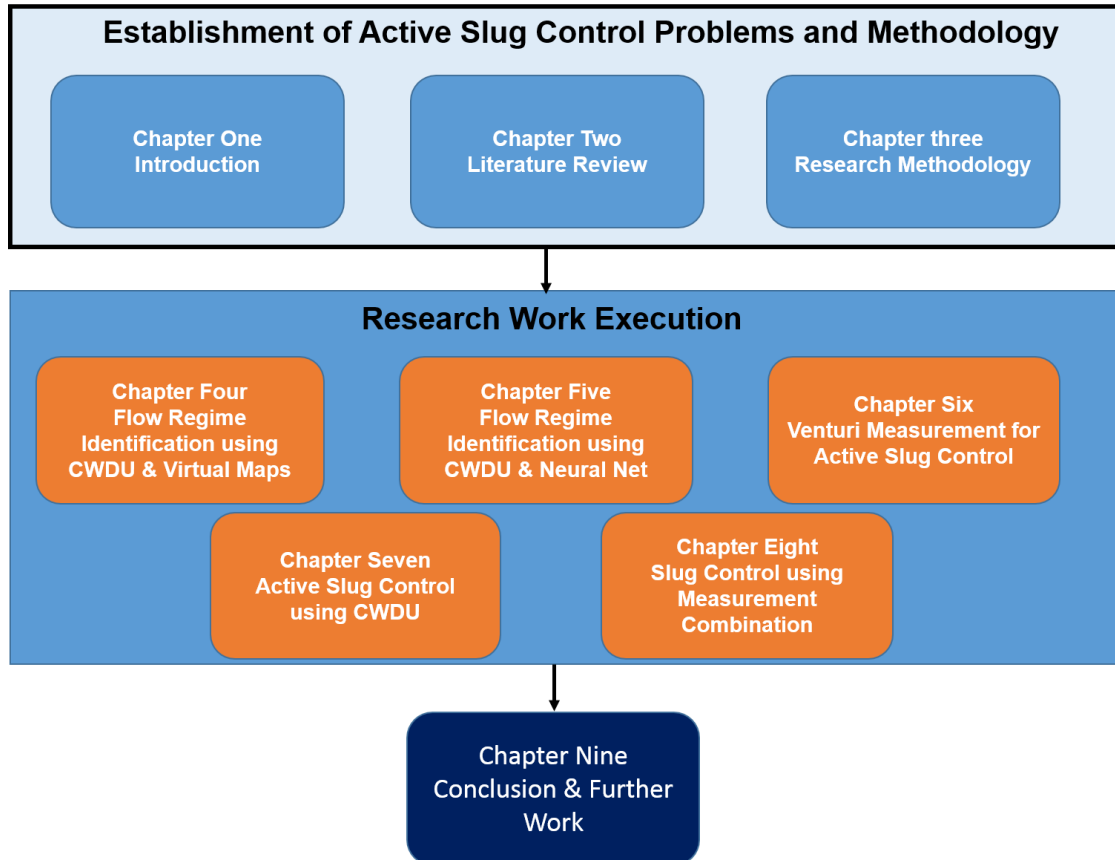 Establishment of Active Slug Control Problems and Methodology
Chapter One
Introduction
Chapter Two
Literature Review
Chapter three
Research Methodology
Research Work Execution
Chapter Four
Flow Regime
Identification using
CWDU & Virtual Maps
Chapter Five
Flow Regime
Identification using
CWDU & Neural Net
Chapter Six
Venturi Measurement for
Active Slug Control
Chapter Seven
Active Slug Control
using CWDU
Chapter Eight
Slug Control using
Measurement
Combination
Chapter Nine
Conclusion & Further
Work